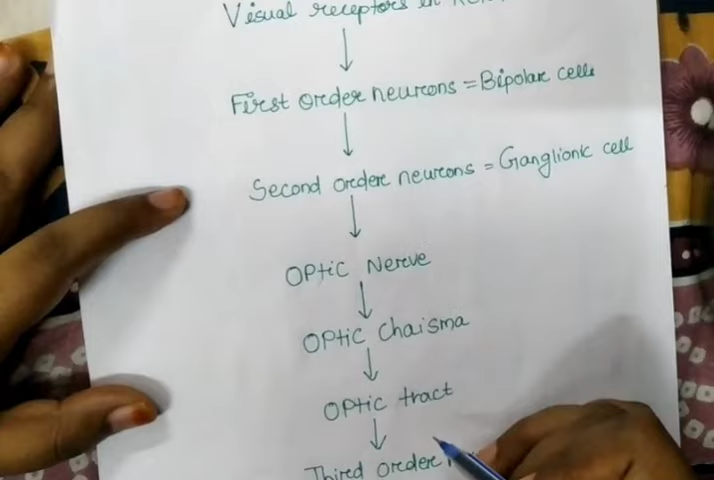 Visual receptors in
↓
First order neurons = Bipolar cells
↓
Second order neurons = Ganglionic cell
↓
Optic Nerve
↓
Optic Chaisma
↓
Optic tract
↓
Third order